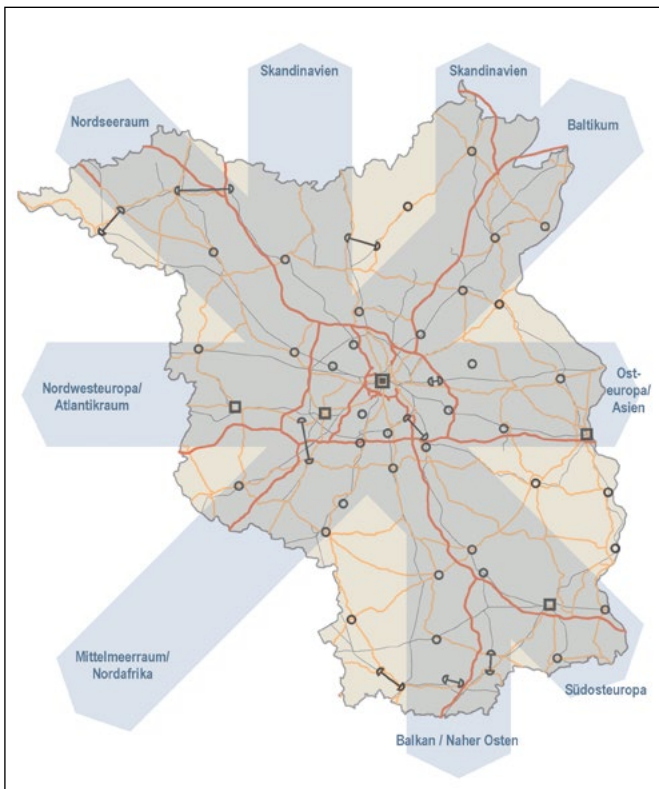 Skandinavien
Skandinavien
Nordseeraum
Baltikum
Nordwesteuropa/
Atlantikraum
Ost-
europa/
Asien
Mittelmeerraum/
Nordafrika
Südosteuropa
Balkan / Naher Osten